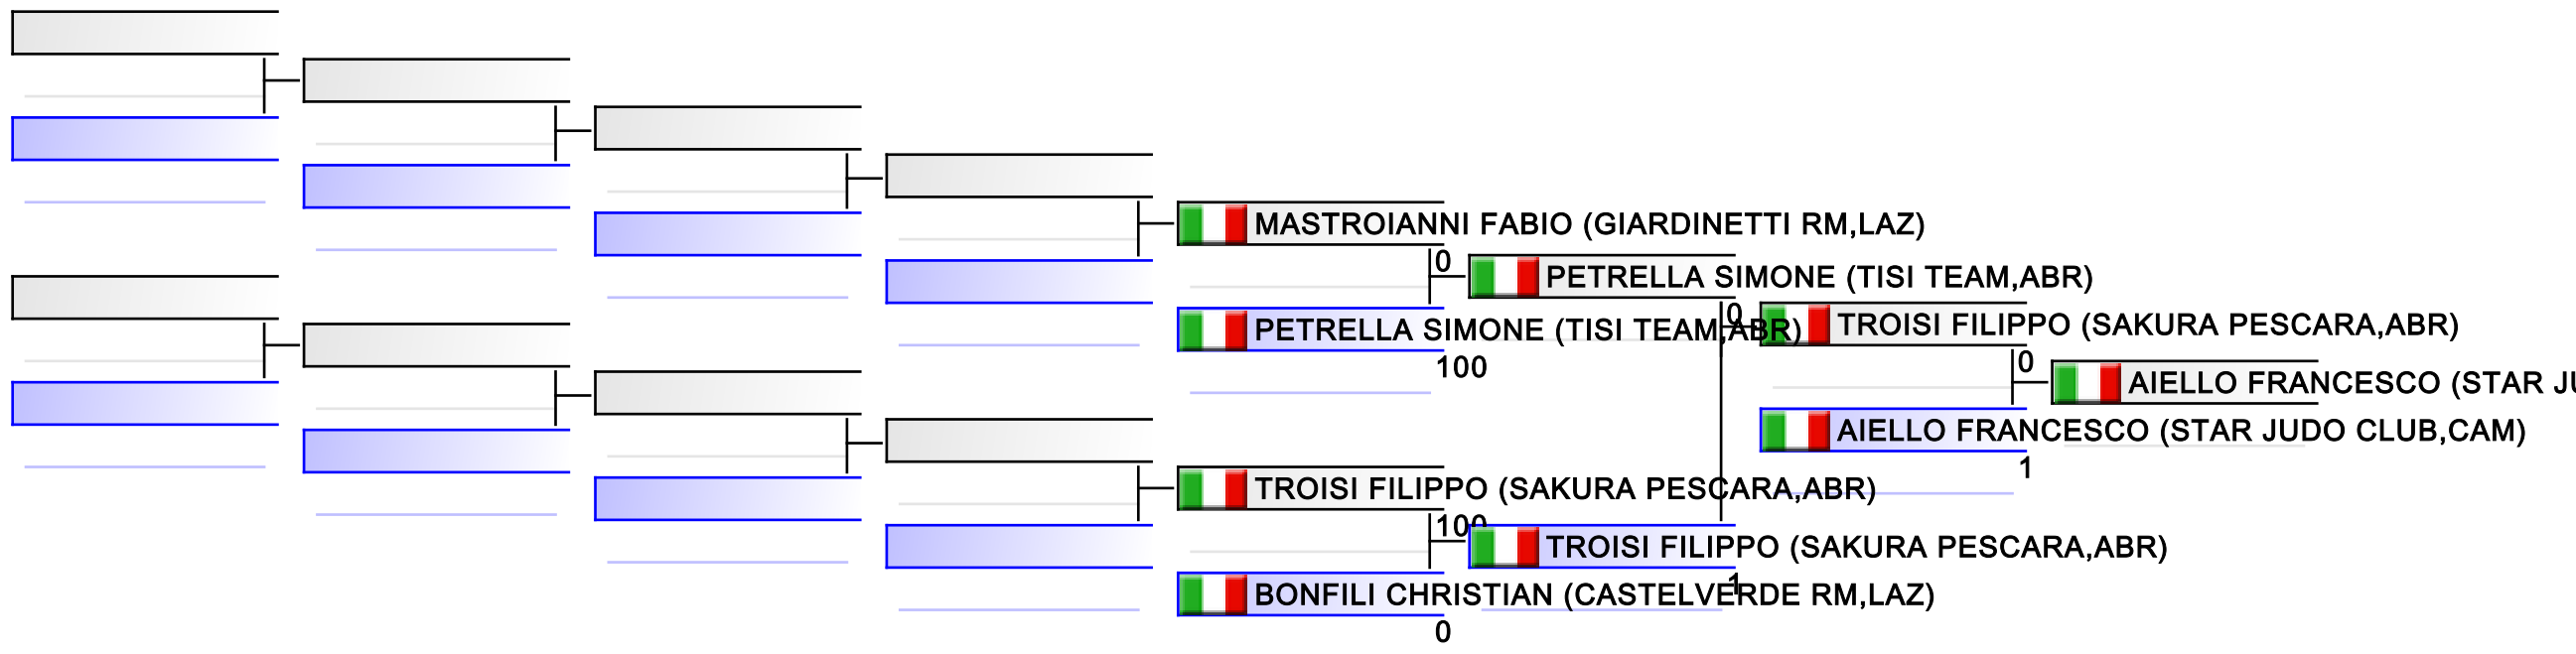 MASTROIANNI FABIO (GIARDINETTI RM,LAZ)
0
PETRELLA SIMONE (TISI TEAM,ABR)
PETRELLA SIMONE (TISI TEAM,ABR)
100
0
TROISI FILIPPO (SAKURA PESCARA,ABR)
0
AIELLO FRANCESCO (STAR JU
AIELLO FRANCESCO (STAR JUDO CLUB,CAM)
1
TROISI FILIPPO (SAKURA PESCARA,ABR)
100
TROISI FILIPPO (SAKURA PESCARA,ABR)
1
BONFILI CHRISTIAN (CASTELVERDE RM,LAZ)
0